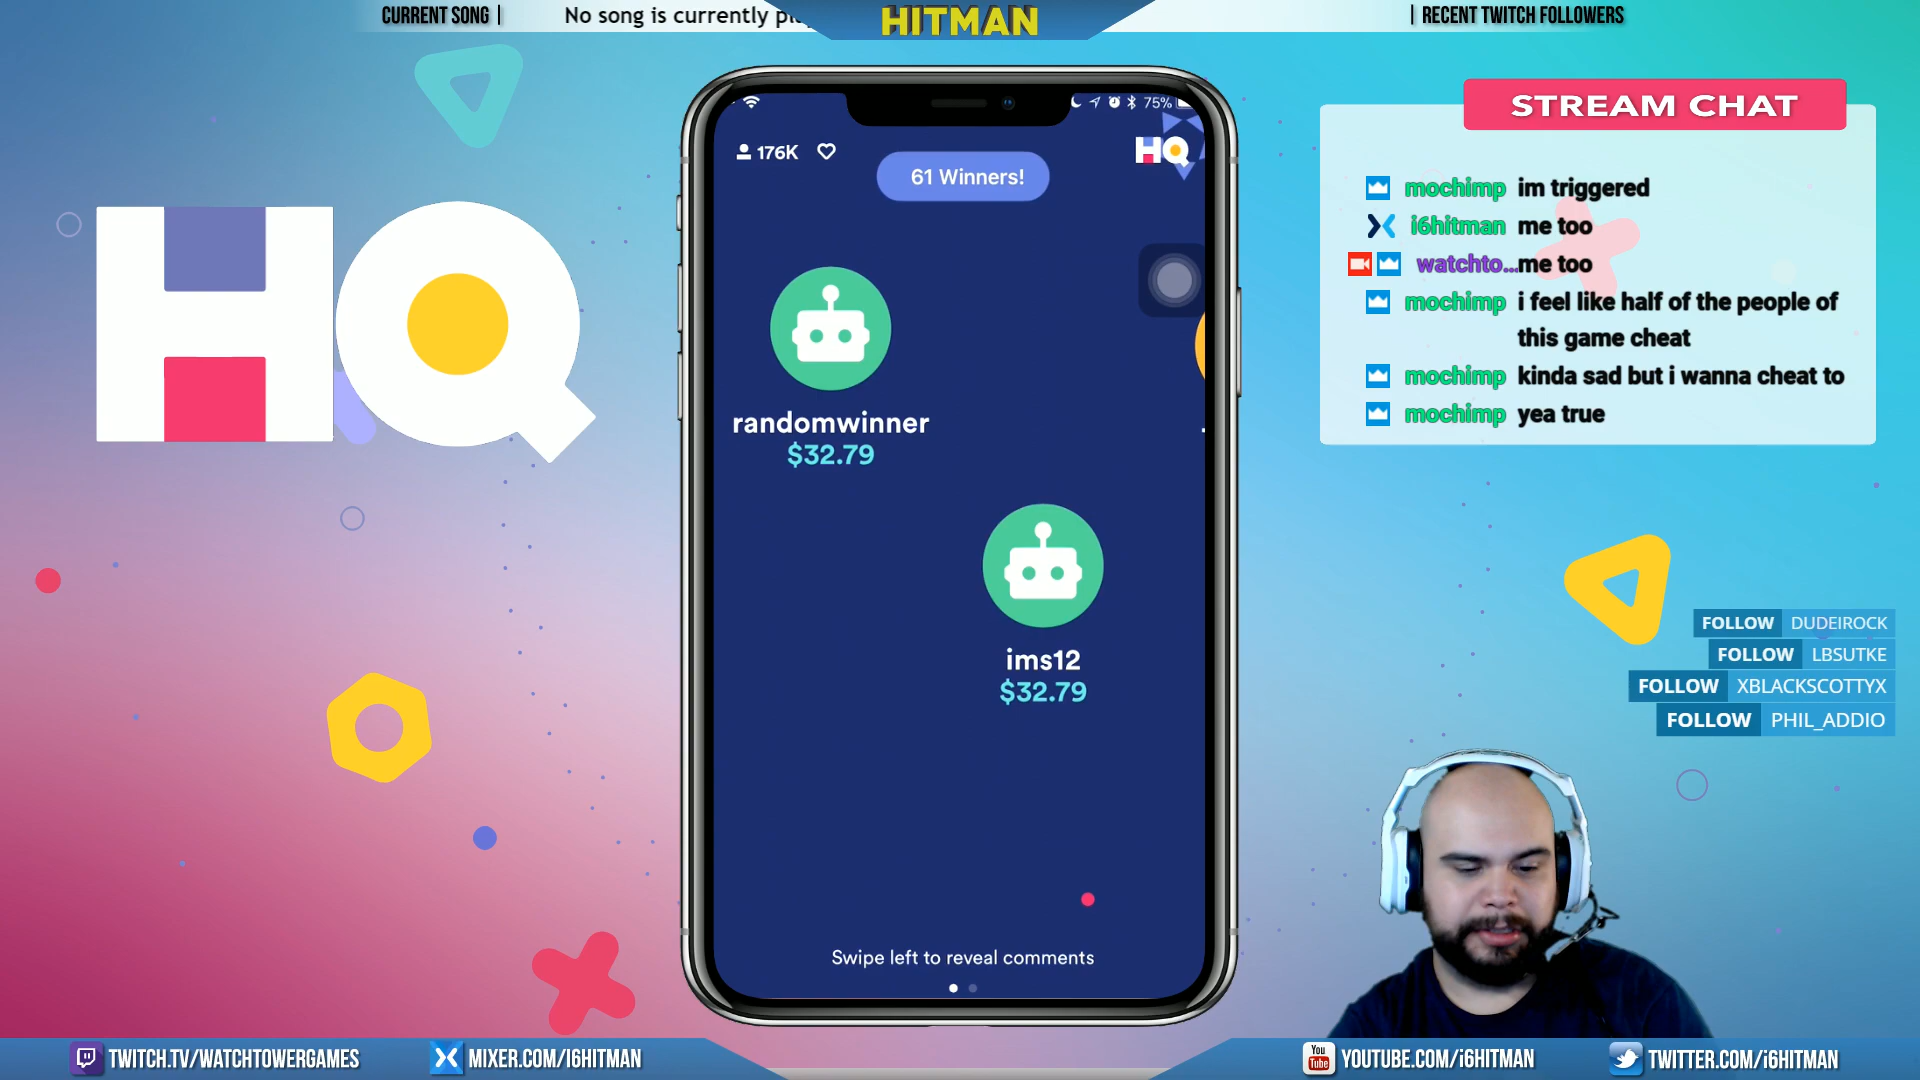 CURRENT SONG |
No song is currently
HITMAN
| RECENT TWITCH FOLLOWERS
HQ
75%
176K
HQ
61 Winners!
randomwinner
$32.79
ims12
$32.79
Swipe left to reveal comments
STREAM CHAT
mochimp im triggered
i6hitman me too
watchto... me too
mochimp i feel like half of the people of
this game cheat
mochimp kinda sad but i wanna cheat to
mochimp yea true
FOLLOW DUDEIROCK
FOLLOW LBSUTKE
FOLLOW XBLACKSCOTTYX
FOLLOW PHIL_ADDIO
TWITCH.TV/WATCHTOWERGAMES
MIXER.COM/I6HITMAN
You Tube
YOUTUBE.COM/i6HITMAN
TWITTER.COM/i6HITMAN